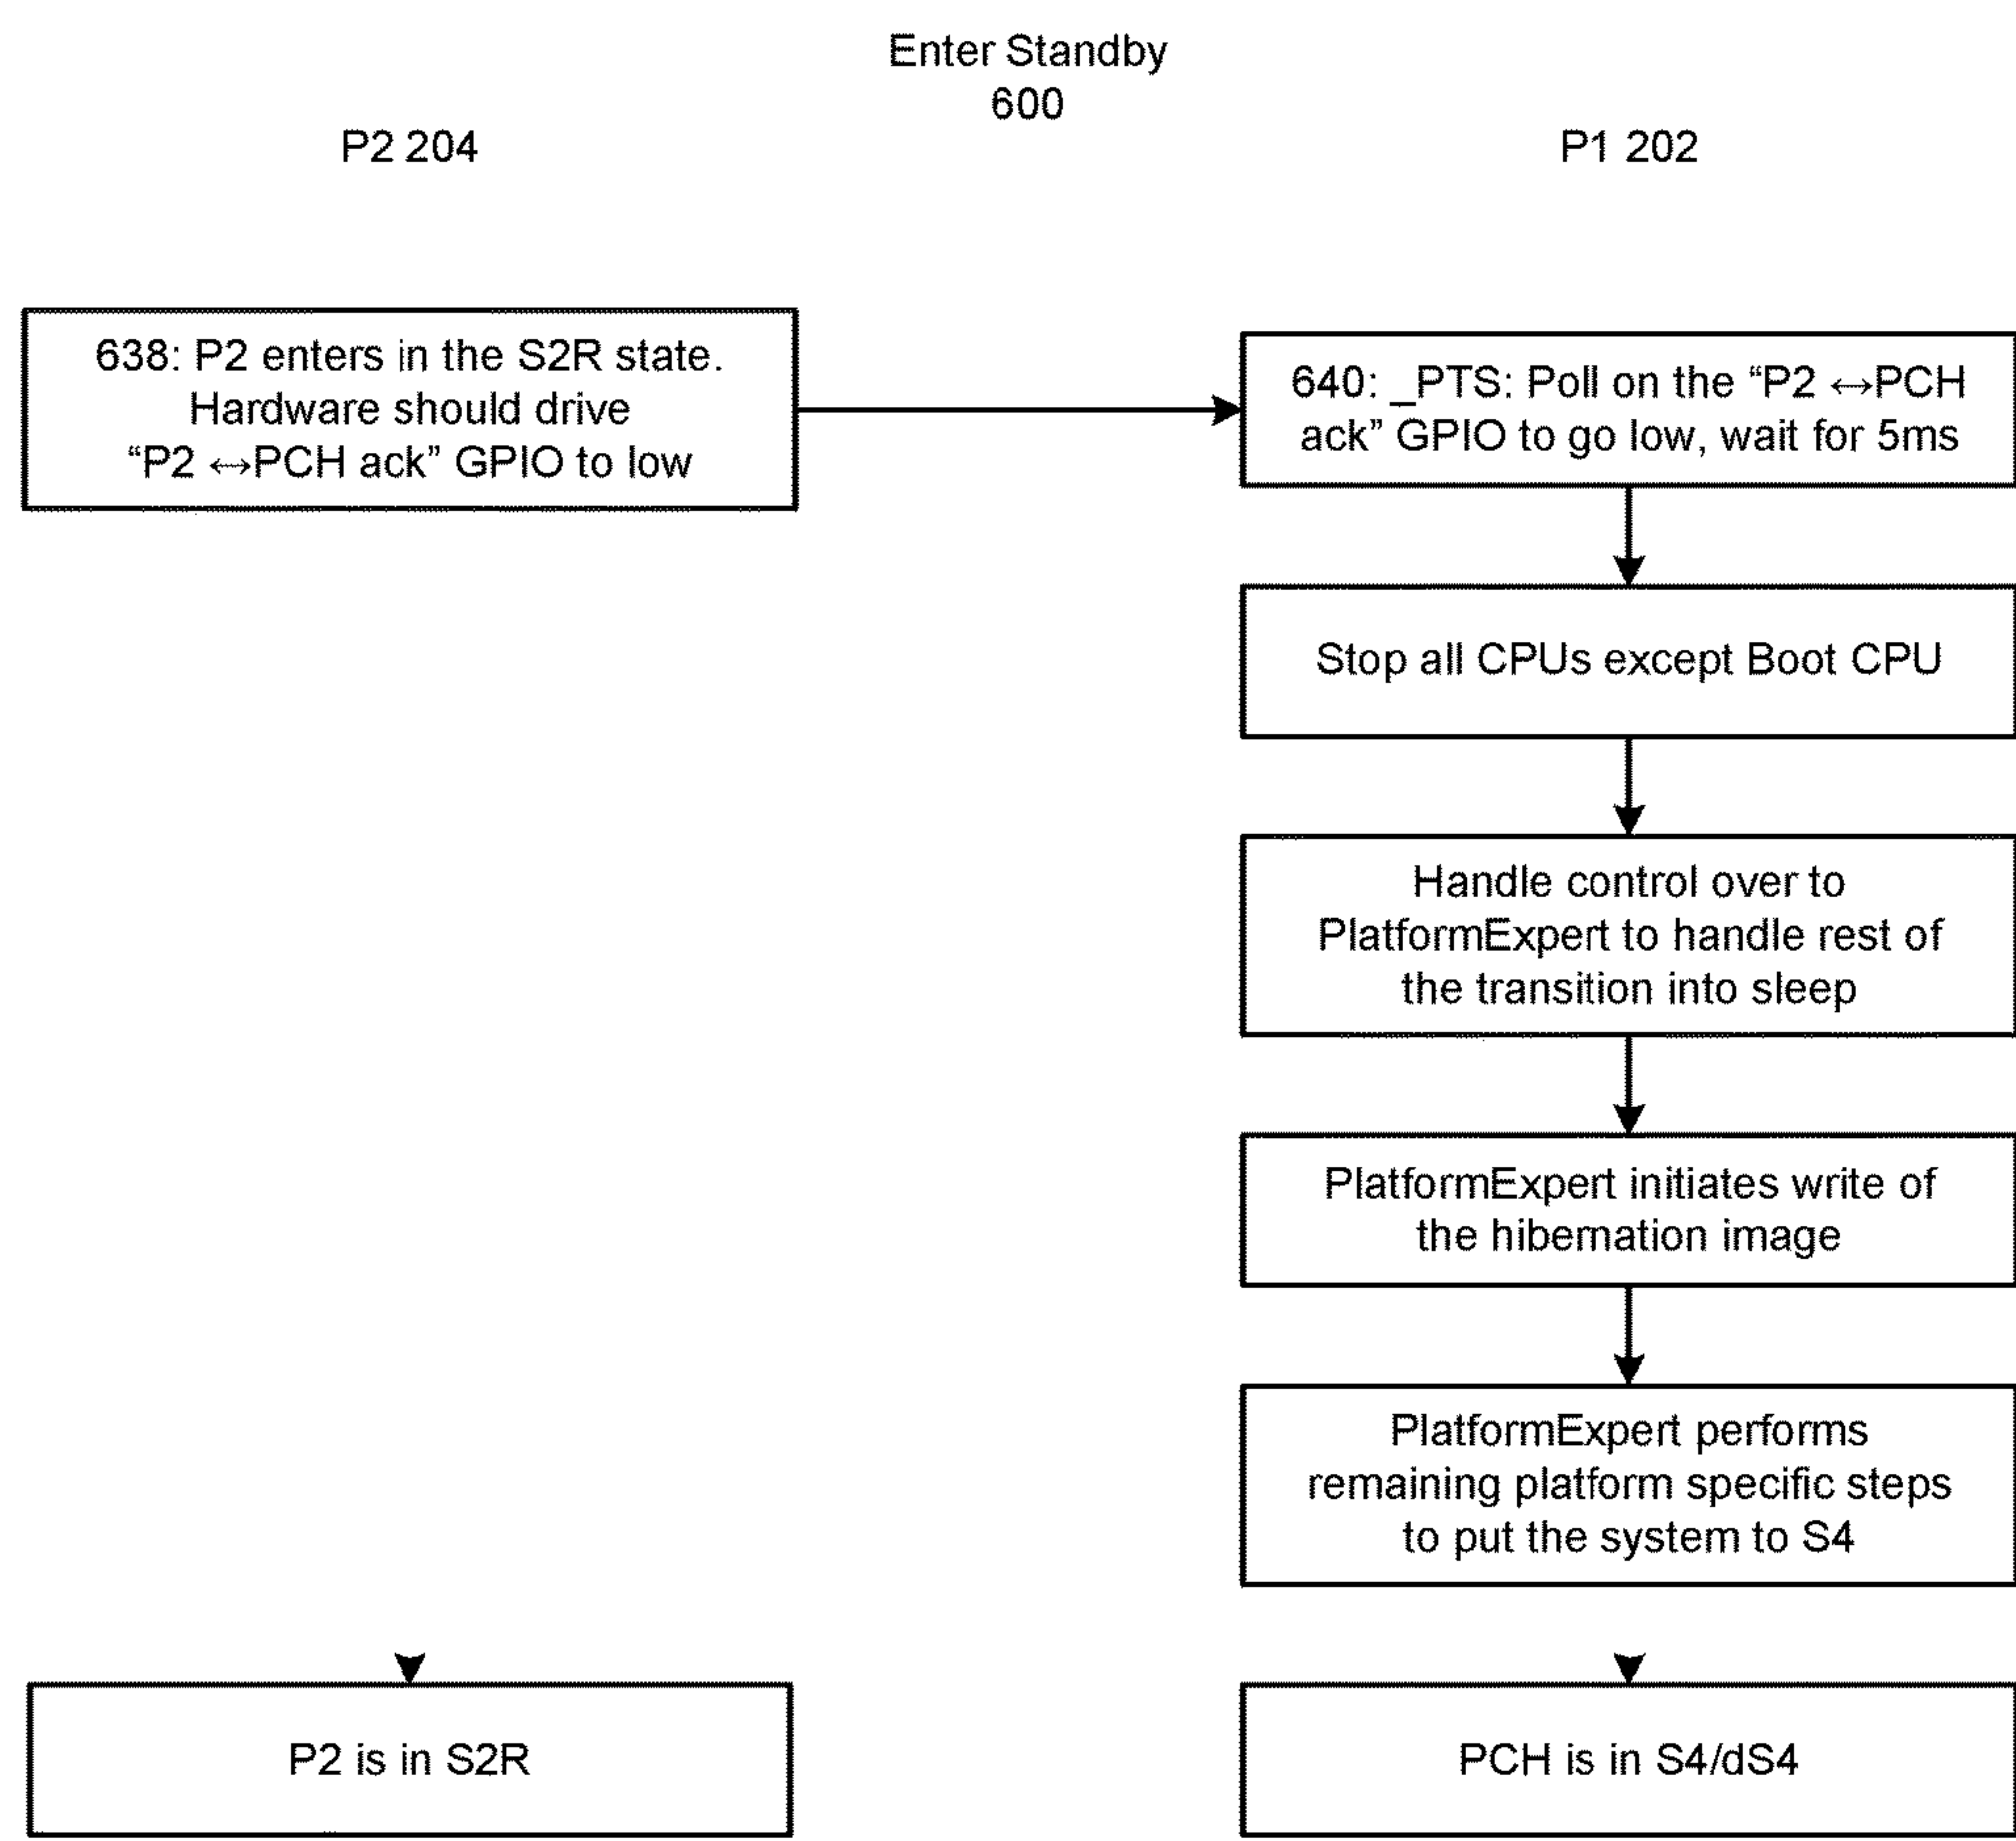 Enter Standby
600
P2 204
P1 202
638: P2 enters in the S2R state.
Hardware should drive
“P2 ↔PCH ack” GPIO to low
640: _PTS: Poll on the “P2 ↔PCH
ack” GPIO to go low, wait for 5ms
Stop all CPUs except Boot CPU
Handle control over to
PlatformExpert to handle rest of
the transition into sleep
PlatformExpert initiates write of
the hibernation image
PlatformExpert performs
remaining platform specific steps
to put the system to S4
P2 is in S2R
PCH is in S4/dS4